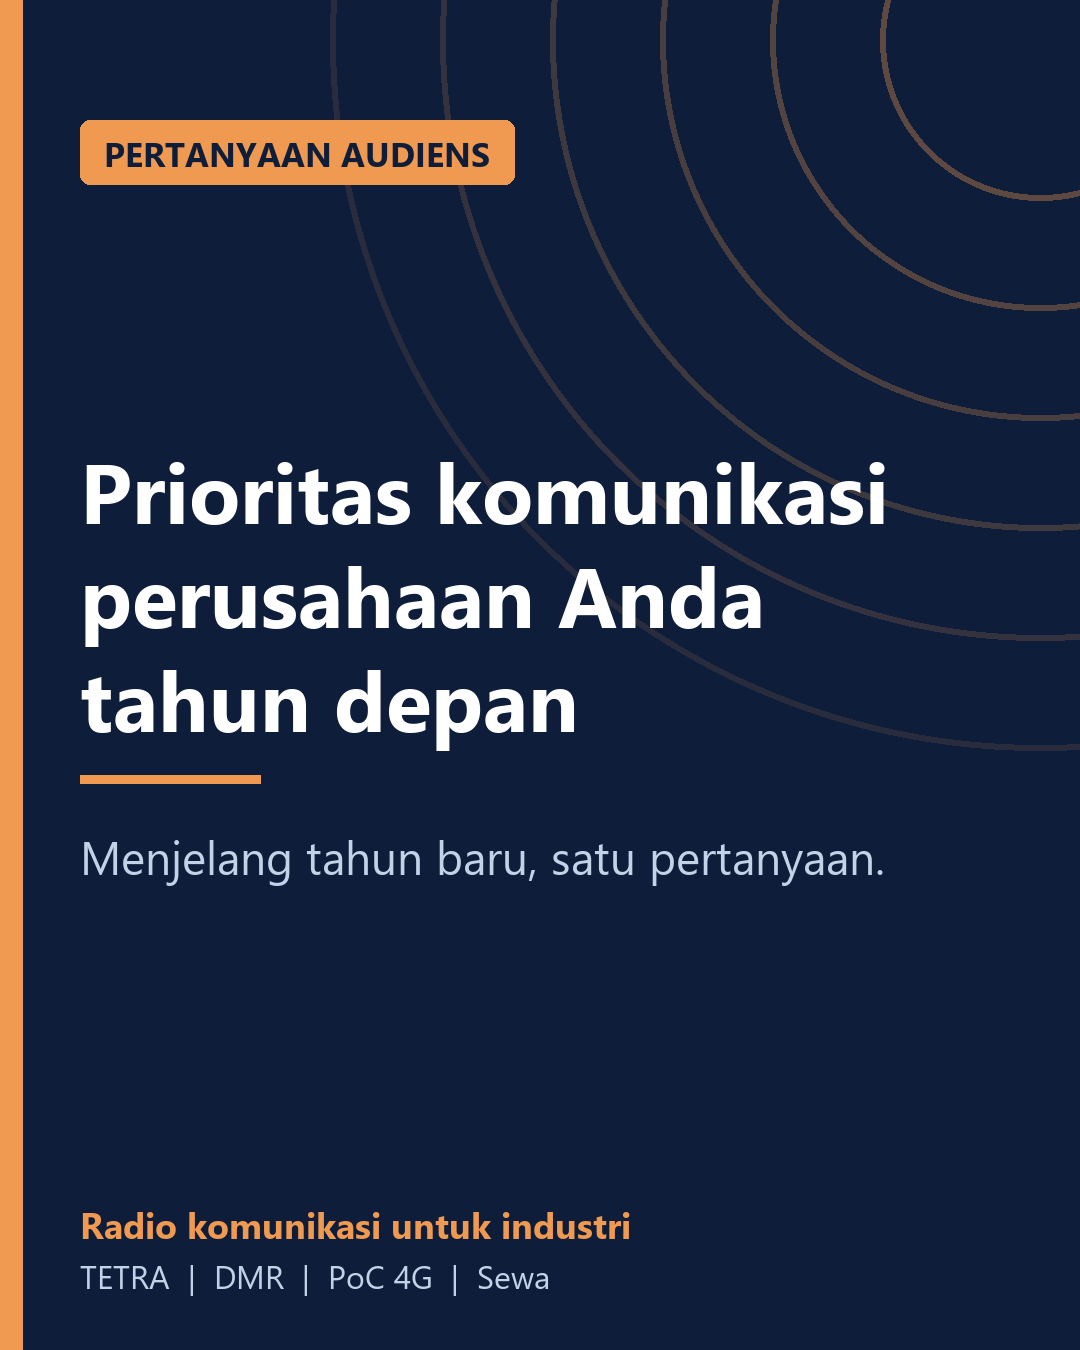 PERTANYAAN AUDIENS
Prioritas komunikasi
perusahaan Anda
tahun depan
Menjelang tahun baru, satu pertanyaan.
Radio komunikasi untuk industri
TETRA | DMR | PoC 4G | Sewa